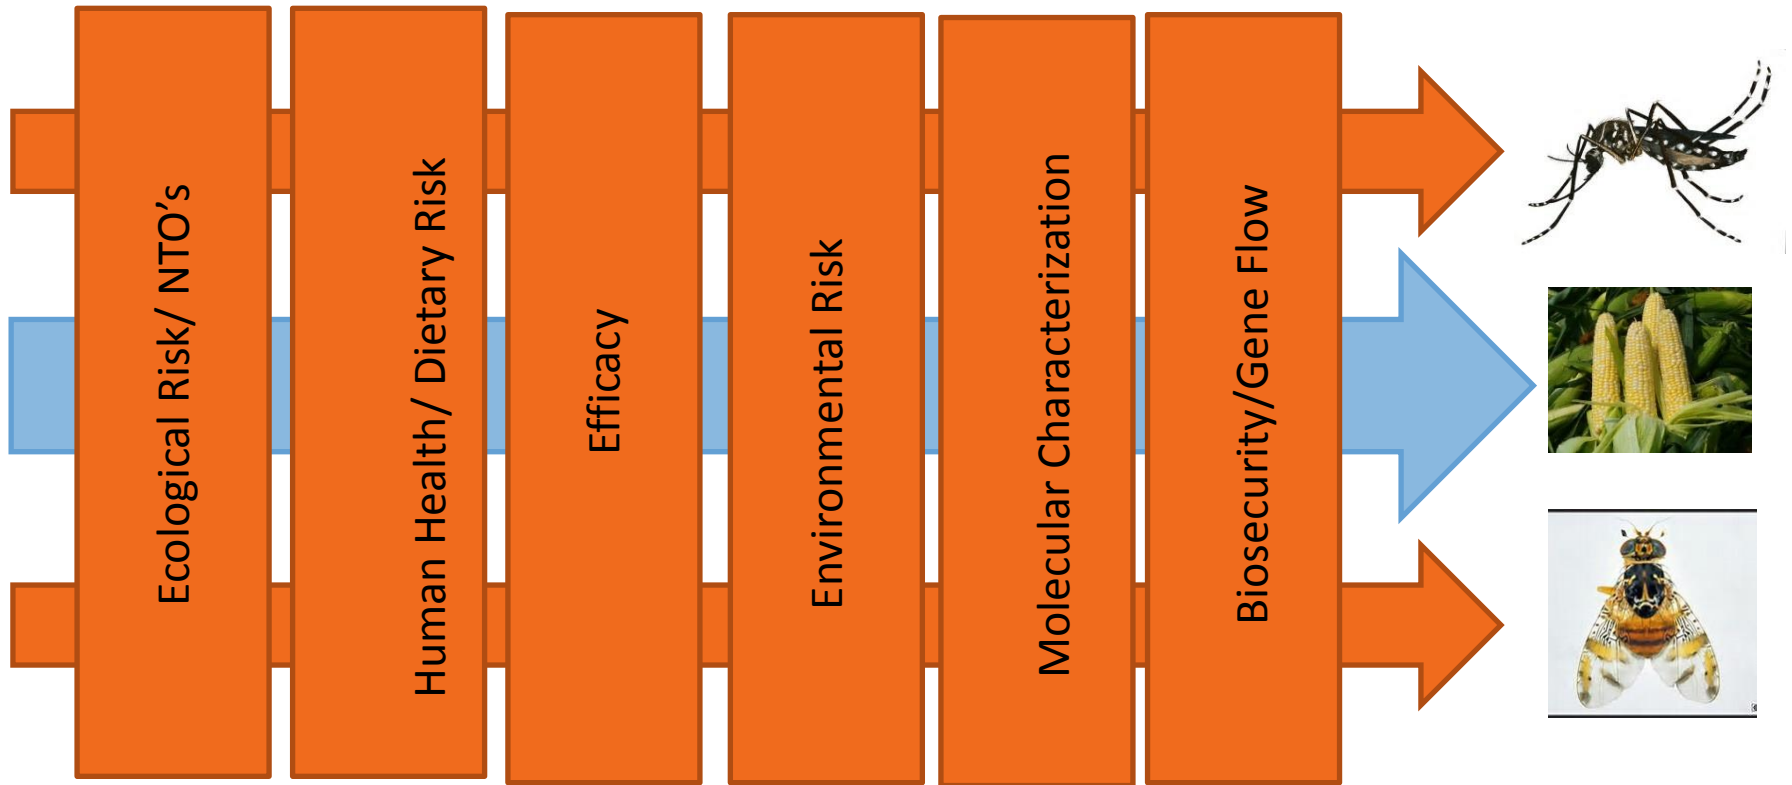 Ecological Risk/ NTO’s
Human Health/ Dietary Risk
Efficacy
Environmental Risk
Molecular Characterization
Biosecurity/Gene Flow